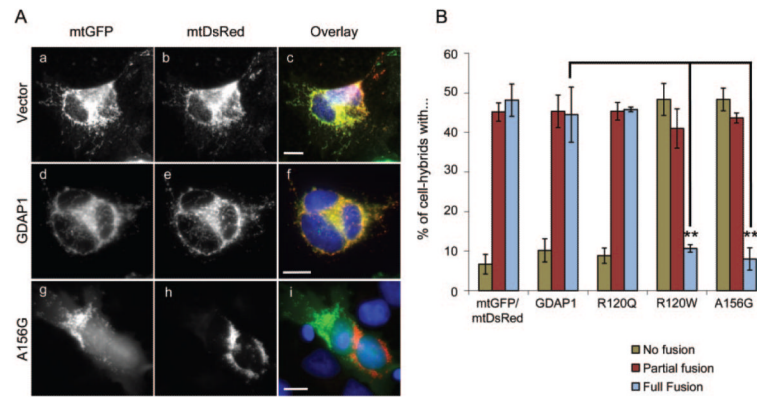 A
mtGFP mtDsRed Overlay
Vector
a b c
GDAP1
d e f
A156G
g h i
B
% of cell-hybrids with...
60
50
40
30
20
10
0
** **
mtGFP/ GDAP1 R120Q R120W A156G
mtDsRed
No fusion
Partial fusion
Full Fusion